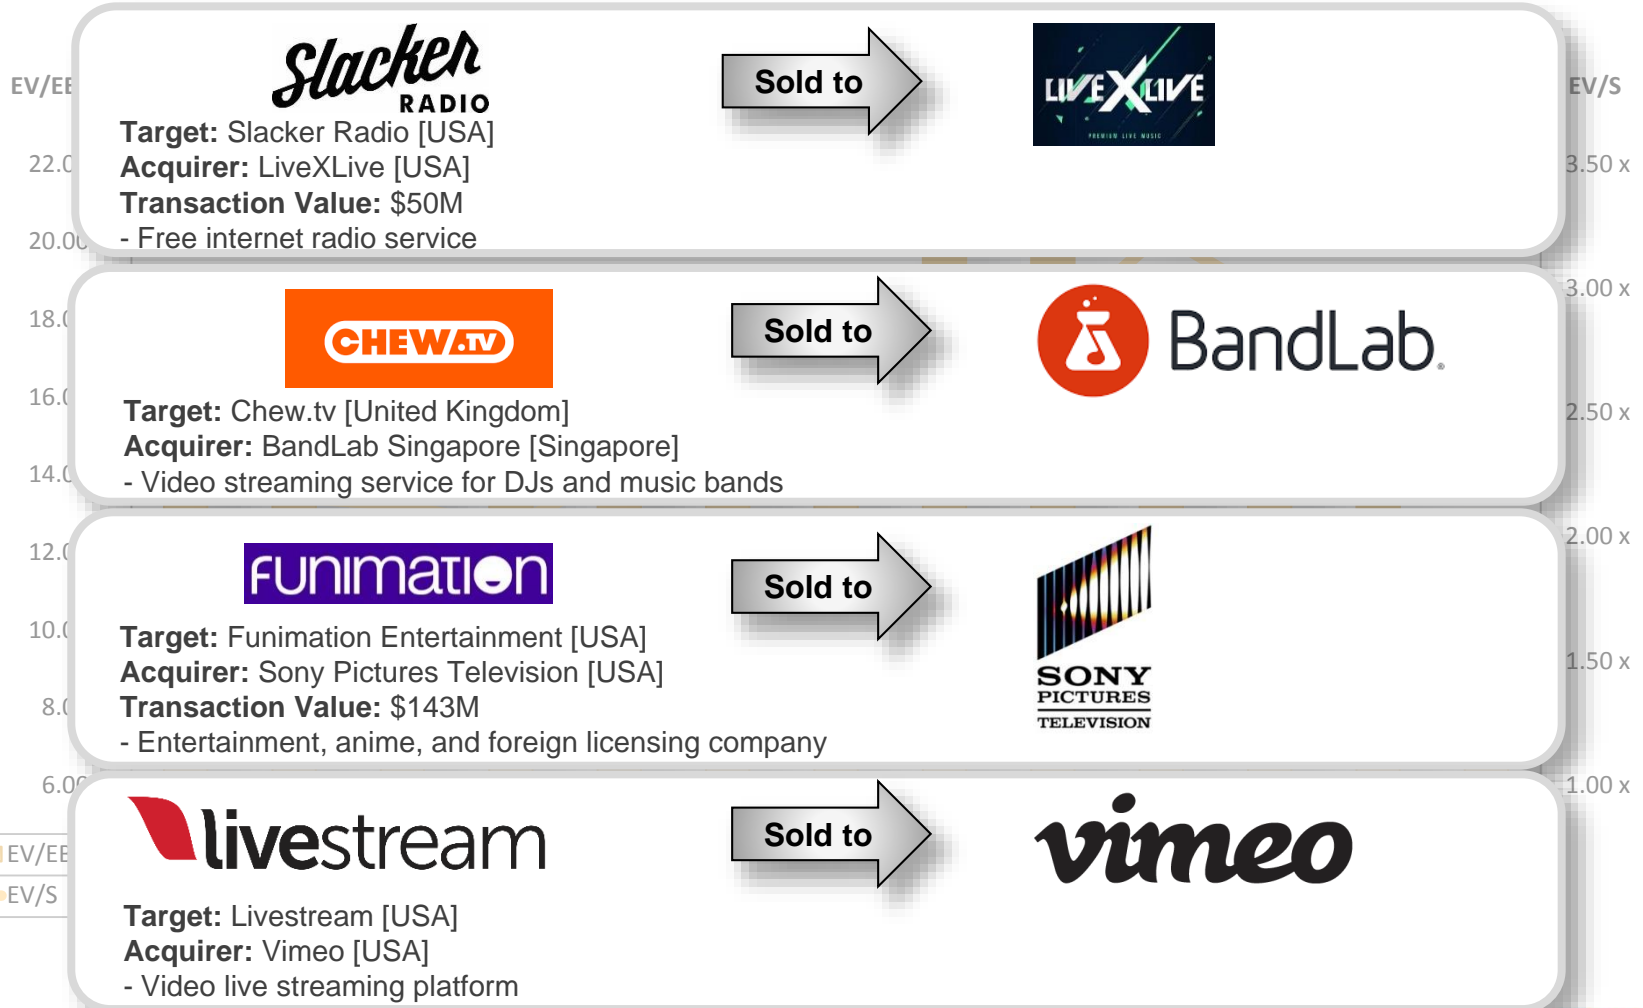 Slacker
RADIO
Sold to
LIVEXLIVE
PREMIUM LIVE MUSIC
EV/EE
EV/S
Target: Slacker Radio [USA]
Acquirer: LiveXLive [USA]
Transaction Value: $50M
- Free internet radio service
22.0
3.50 x
20.00
CHEW.TV
Sold to
BandLab®
3.00 x
18.0
Target: Chew.tv [United Kingdom]
Acquirer: BandLab Singapore [Singapore]
- Video streaming service for DJs and music bands
16.0
2.50 x
14.0
FUNIMATION
Sold to
SONY
PICTURES
TELEVISION
12.0
2.00 x
Target: Funimation Entertainment [USA]
Acquirer: Sony Pictures Television [USA]
Transaction Value: $143M
- Entertainment, anime, and foreign licensing company
10.0
1.50 x
8.0
6.00
1.00 x
livestream
Sold to
vimeo
EV/EE
EV/S
Target: Livestream [USA]
Acquirer: Vimeo [USA]
- Video live streaming platform